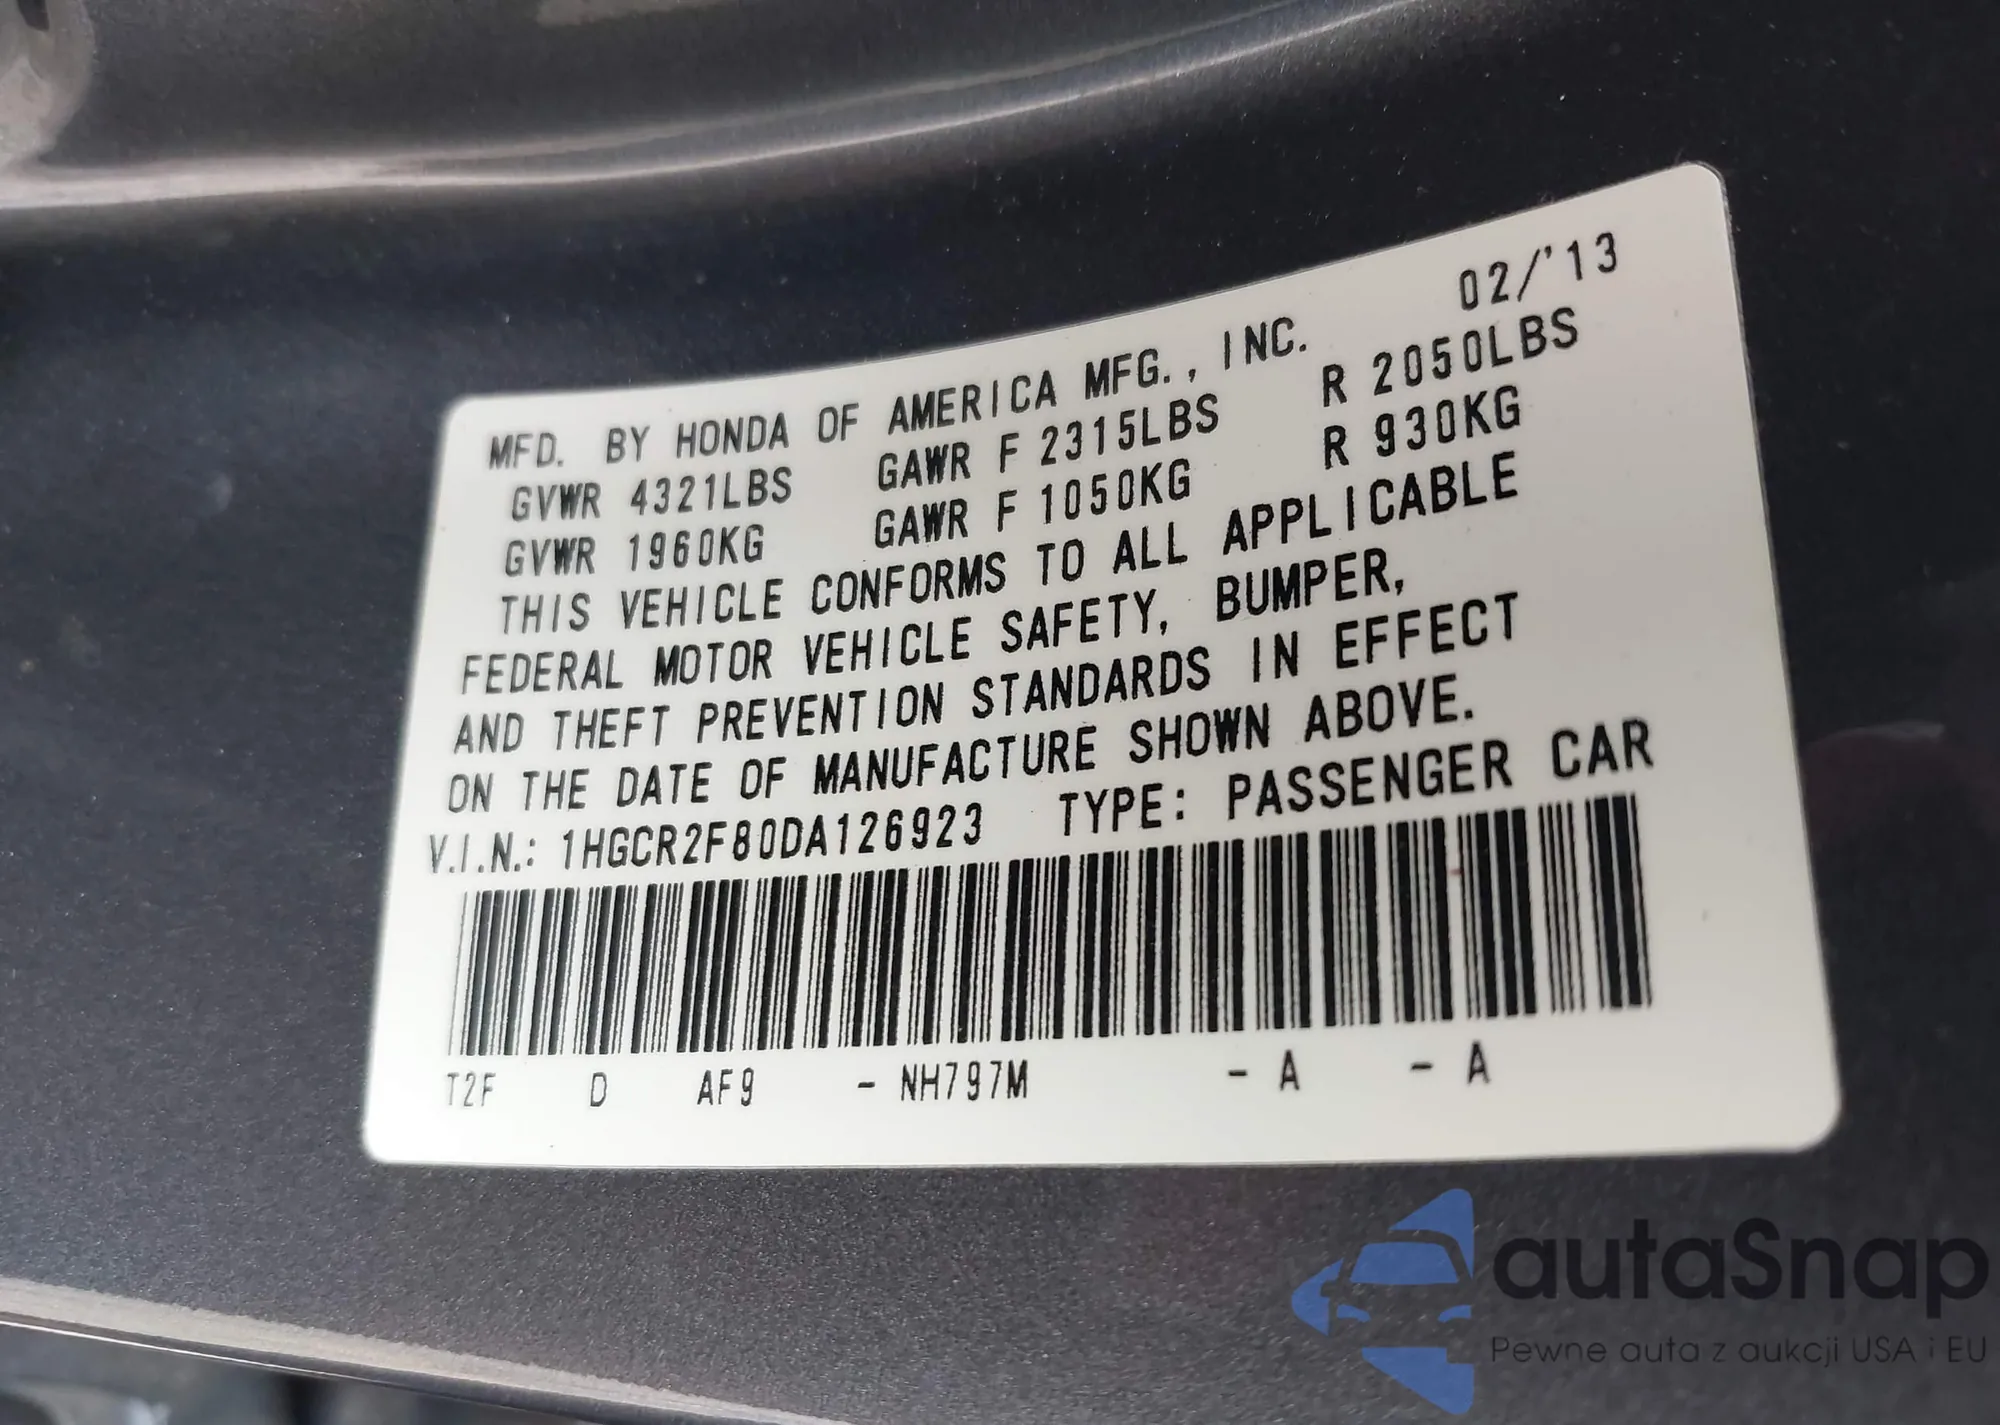 MFD. BY HONDA OF AMERICA MFG., INC. 02/'13
GVWR 4321LBS GAWR F 2315LBS R 2050LBS
GVWR 1960KG GAWR F 1050KG R 930KG
THIS VEHICLE CONFORMS TO ALL APPLICABLE
FEDERAL MOTOR VEHICLE SAFETY, BUMPER,
AND THEFT PREVENTION STANDARDS IN EFFECT
ON THE DATE OF MANUFACTURE SHOWN ABOVE.
V.I.N.: 1HGCR2F80DA126923 TYPE: PASSENGER CAR
T2F D AF9 - NH797M - A - A
autaSnap
Pewne auta z aukcji USA i EU